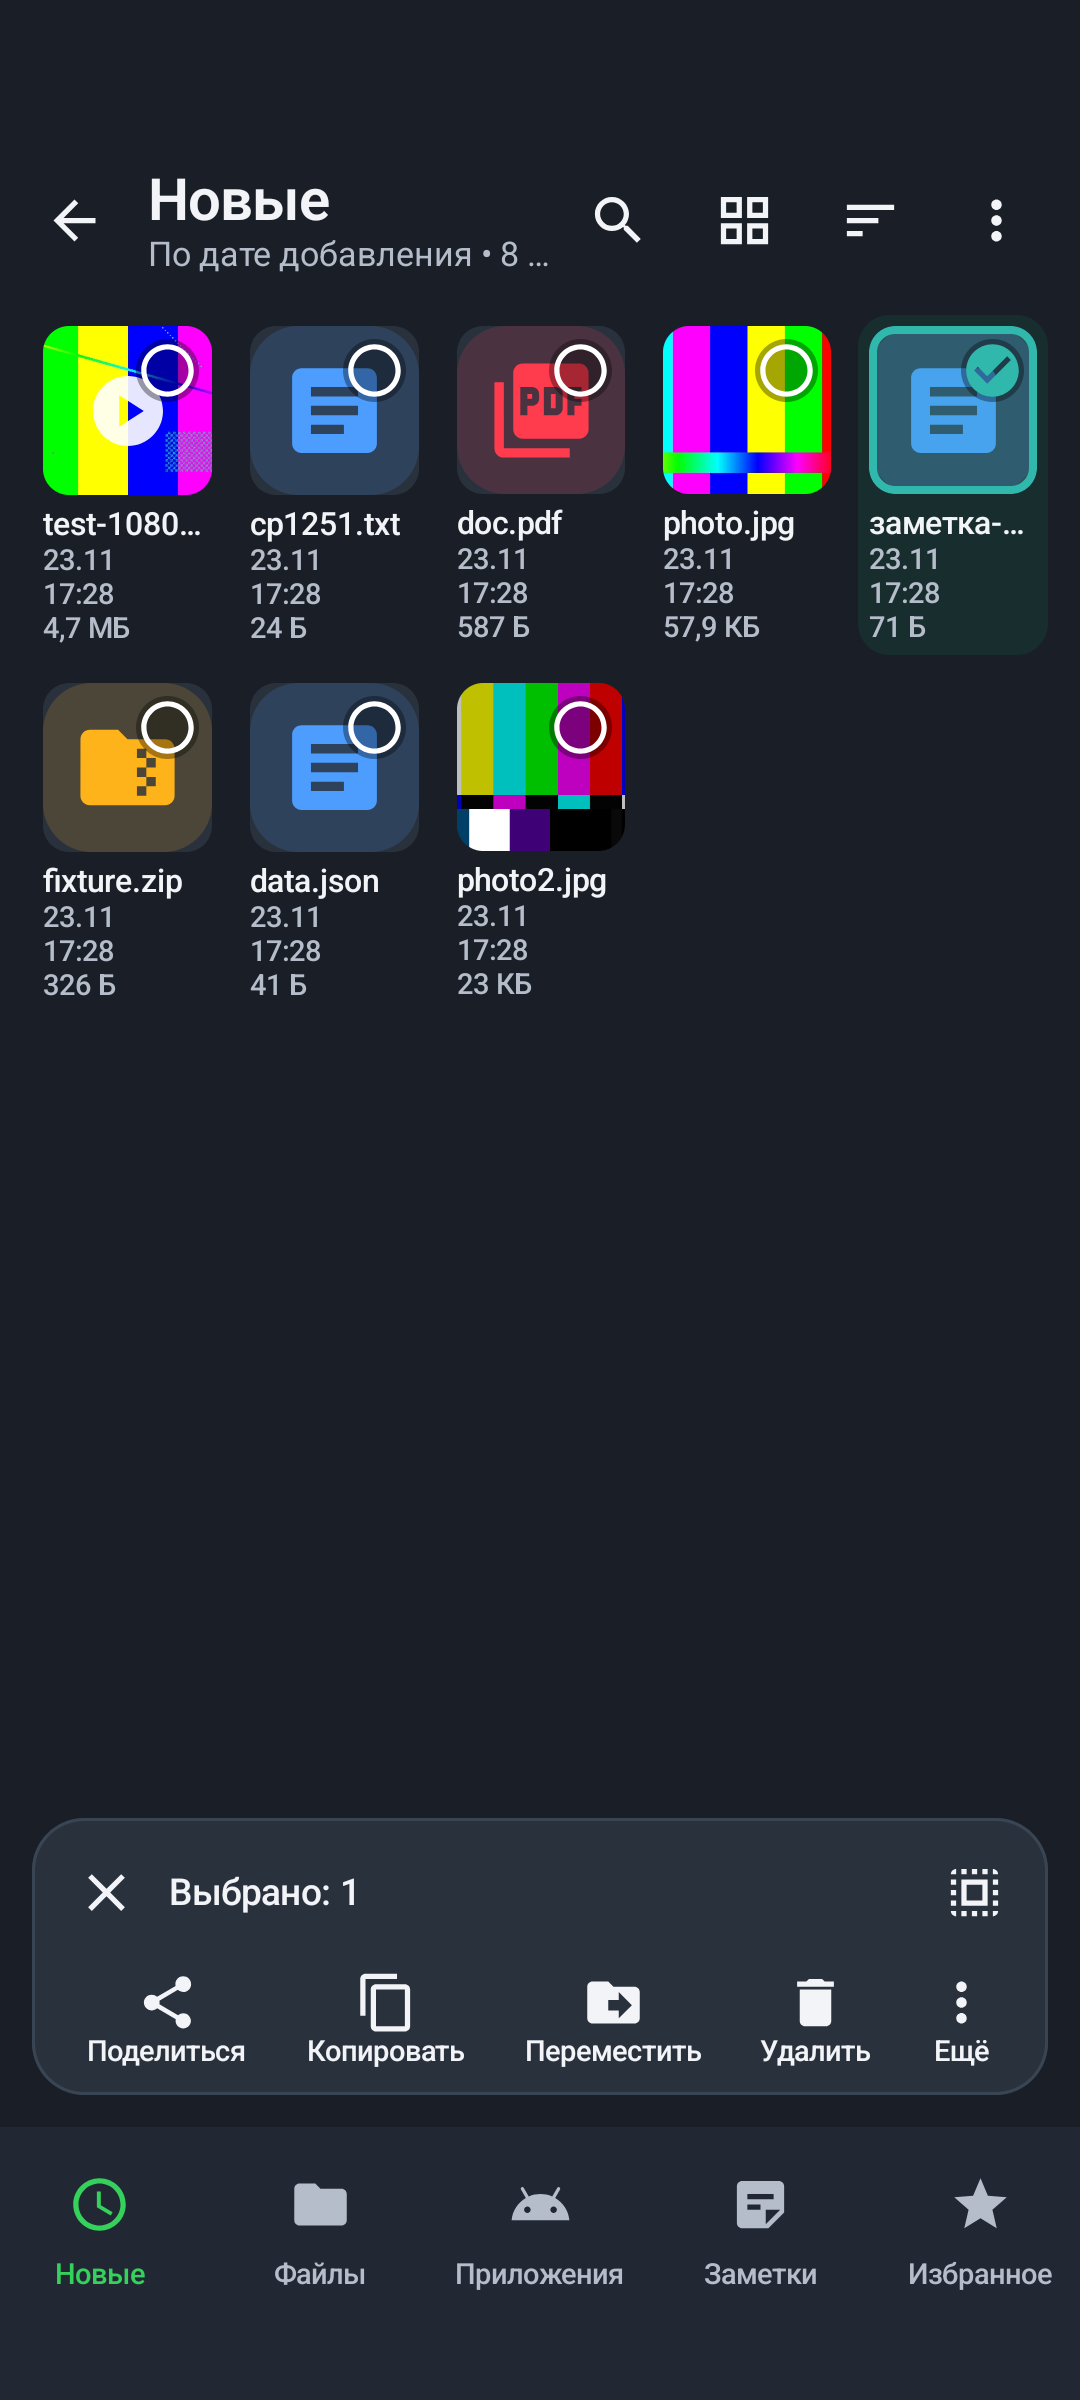 Новые
По дате добавления • 8 ...
test-1080...
23.11
17:28
4,7 МБ
cp1251.txt
23.11
17:28
24 Б
PDF
doc.pdf
23.11
17:28
587 Б
photo.jpg
23.11
17:28
57,9 КБ
заметка-...
23.11
17:28
71 Б
fixture.zip
23.11
17:28
326 Б
data.json
23.11
17:28
41 Б
photo2.jpg
23.11
17:28
23 КБ
Выбрано: 1
Поделиться
Копировать
Переместить
Удалить
Ещё
Новые
Файлы
Приложения
Заметки
Избранное